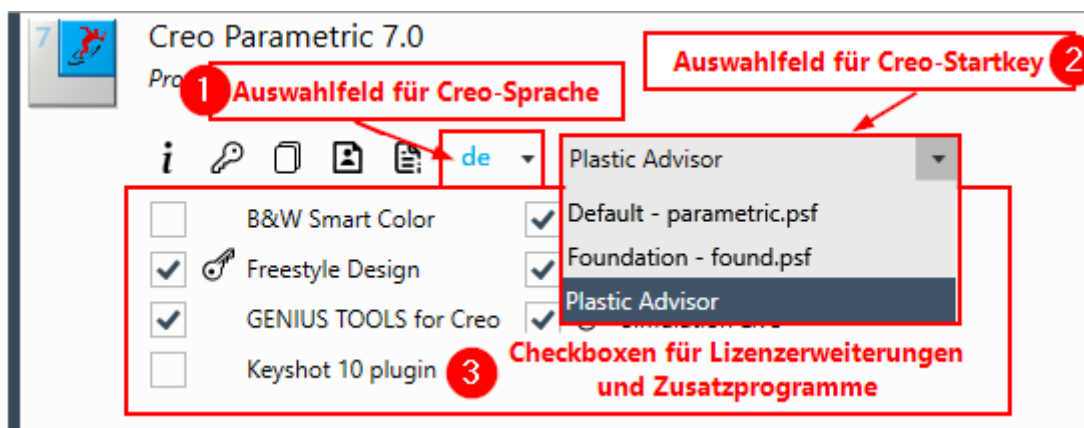 7
Creo Parametric 7.0
Pro
1 Auswahlfeld für Creo-Sprache
Auswahlfeld für Creo-Startkey 2
i de Plastic Advisor
B&W Smart Color
Default - parametric.psf
Freestyle Design
Foundation - found.psf
GENIUS TOOLS for Creo
Plastic Advisor
Keyshot 10 plugin 3
Checkboxen für Lizenzerweiterungen
und Zusatzprogramme